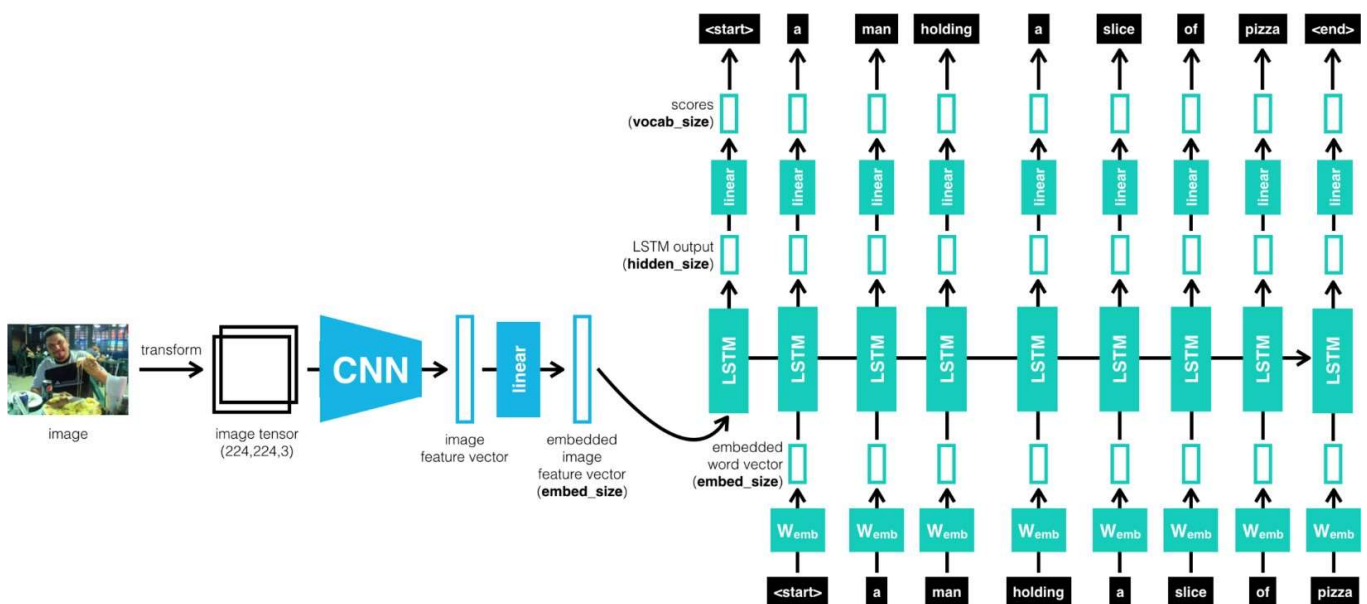 <start> a man holding a slice of pizza <end>
scores
(vocab_size)
linear linear linear linear linear linear linear linear linear
LSTM output
(hidden_size)
LSTM LSTM LSTM LSTM LSTM LSTM LSTM LSTM LSTM
transform
CNN
linear
image
image tensor
(224,224,3)
image
feature vector
embedded
image
feature vector
(embed_size)
embedded
word vector
(embed_size)
Wemb Wemb Wemb Wemb Wemb Wemb Wemb Wemb
<start> a man holding a slice of pizza